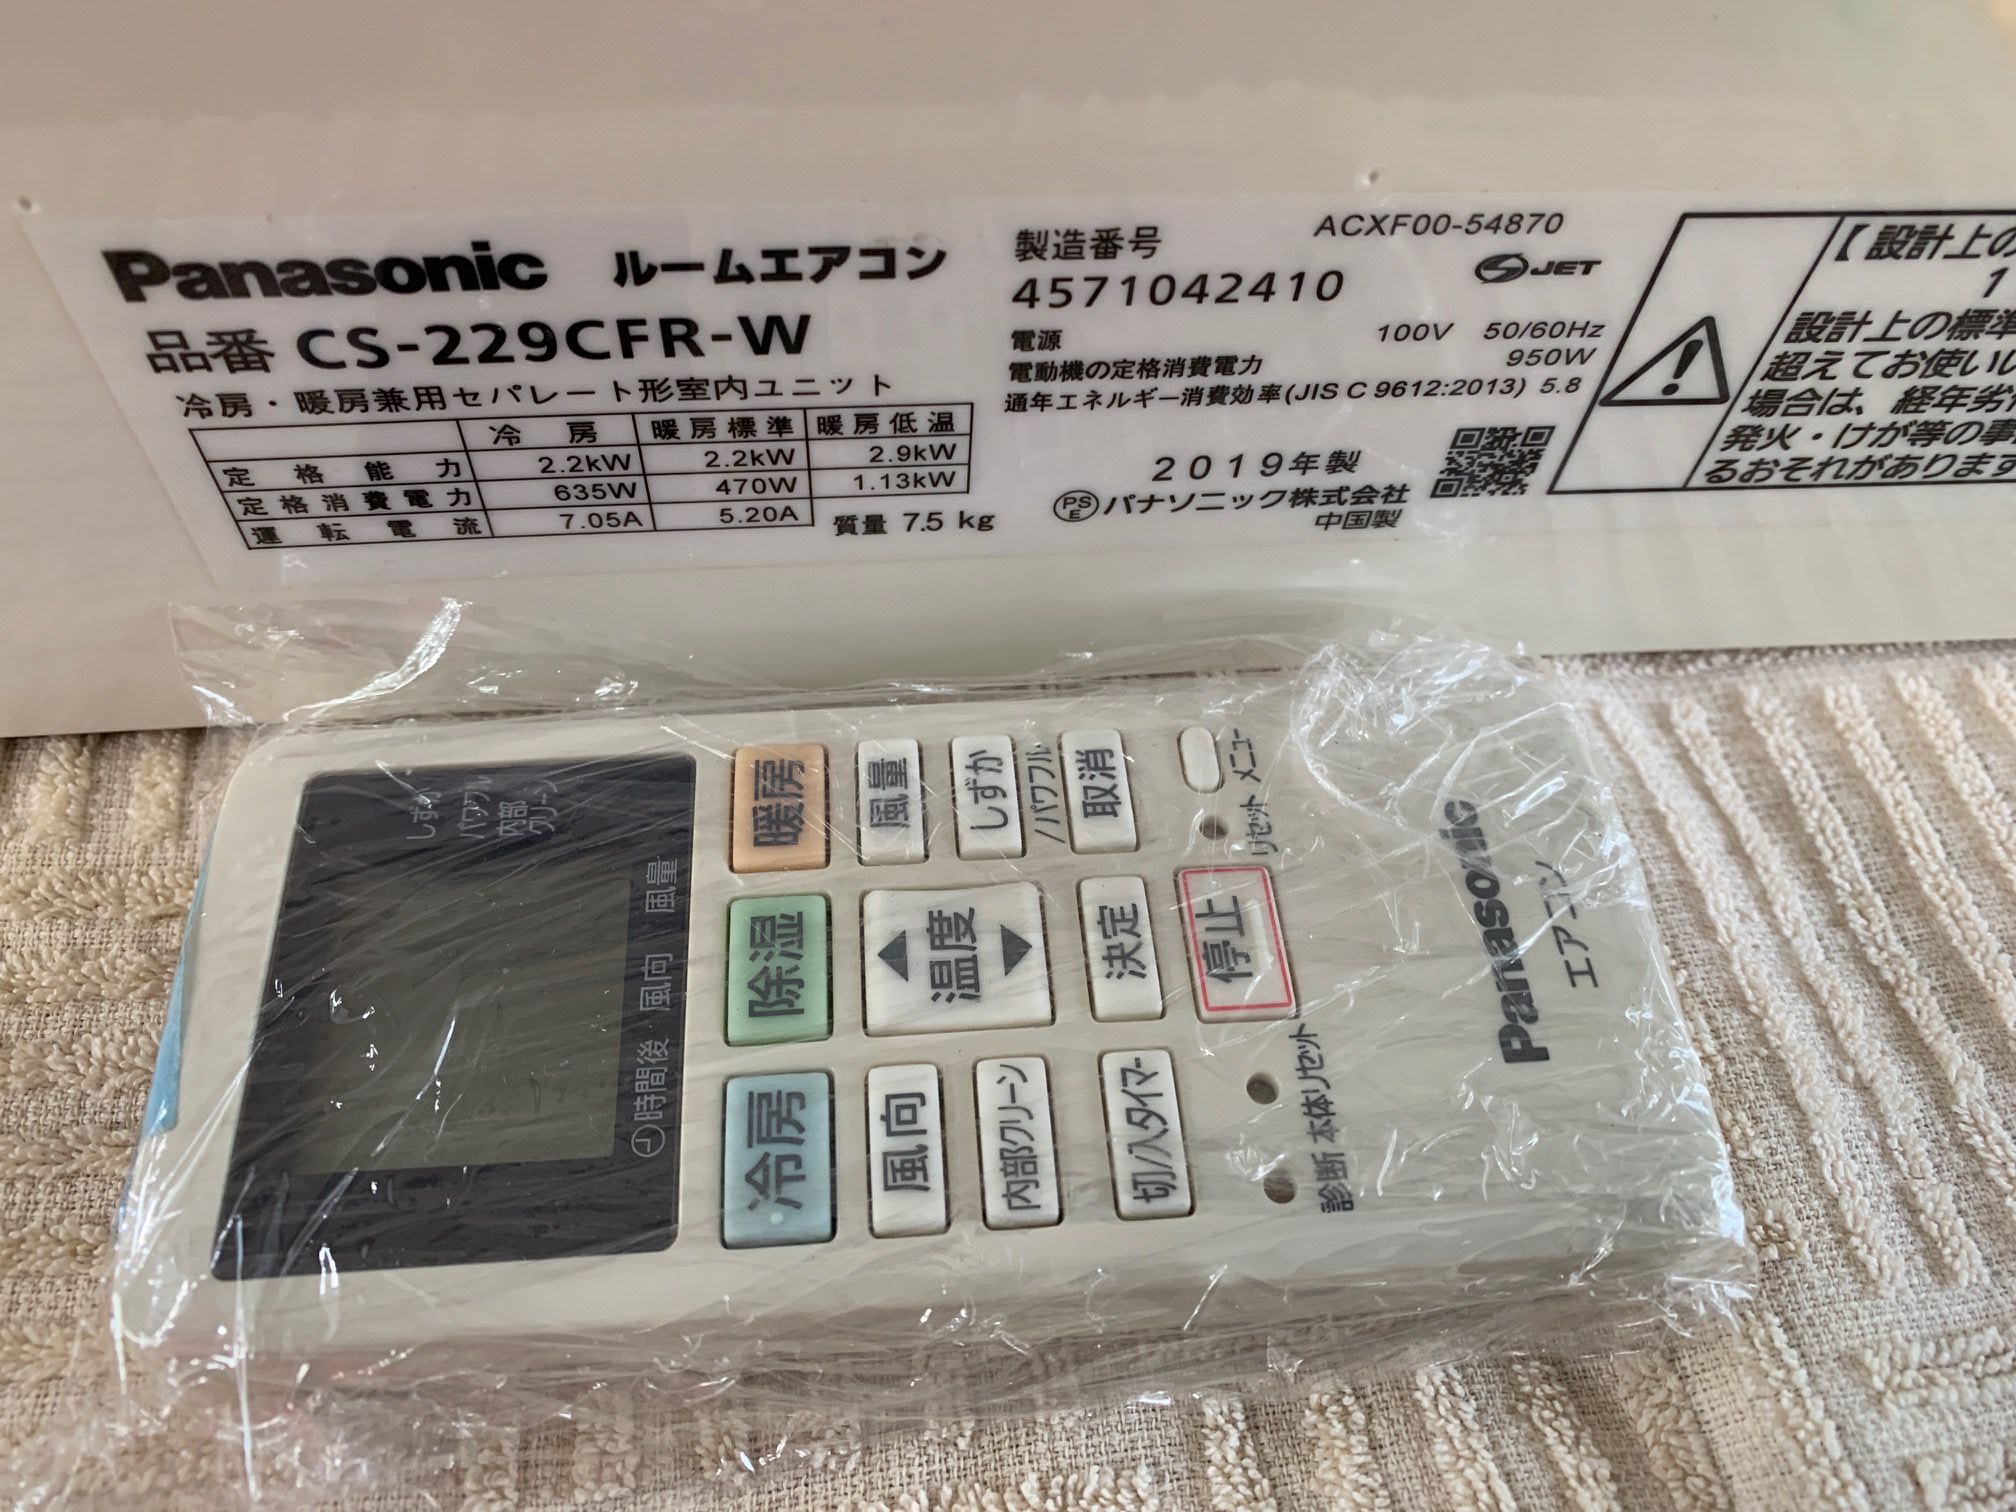 Panasonic ルームエアコン
品番 CS-229CFR-W
冷房・暖房兼用セパレート形室内ユニット
冷房 暖房標準 暖房低温
定格能力 2.2kW 2.2kW 2.9kW
定格消費電力 635W 470W 1.13kW
運転電流 7.05A 5.20A
質量 7.5 kg
ACXF00-54870
製造番号
4571042410
JET
電源 100V 50/60Hz
電動機の定格消費電力 950W
通年エネルギー消費効率(JIS C 9612:2013) 5.8
2019年製
PSE パナソニック株式会社
中国製
【設計上の
1
設計上の標準
超えてお使いい
場合は、経年劣
発火・けが等の事
るおそれがあります
しずか
パワフル
内部
クリーン
時間後 風向 風量
冷房 除湿 暖房
風向 温度 風量
内部クリーン しずか
/パワフル
切/入タイマー 決定 取消
停止
メニュー
診断 本体リセット リセット
Panasonic
エアコン